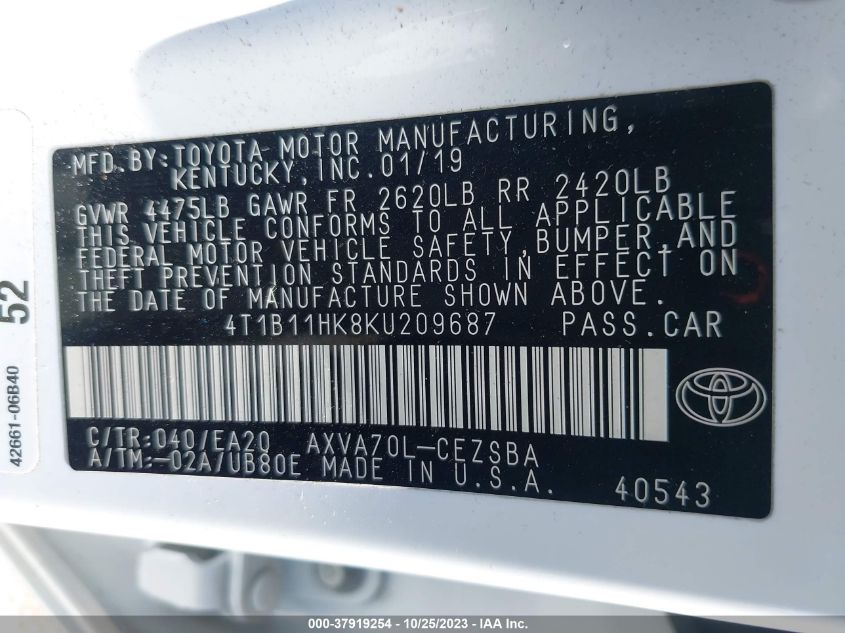 MFD. BY: TOYOTA MOTOR MANUFACTURING,
KENTUCKY, INC. 01/19
GVWR 4475LB GAWR FR 2620LB RR 2420LB
THIS VEHICLE CONFORMS TO ALL APPLICABLE
FEDERAL MOTOR VEHICLE SAFETY, BUMPER, AND
THEFT PREVENTION STANDARDS IN EFFECT ON
THE DATE OF MANUFACTURE SHOWN ABOVE.
4T1B11HK8KU209687 PASS. CAR
C/TR: 040/EA20 AXVA70L-CEZSBA
A/TM: -02A/UB80E MADE IN U.S.A.
40543
52
42661-06B40
000-37919254 - 10/25/2023 - IAA Inc.